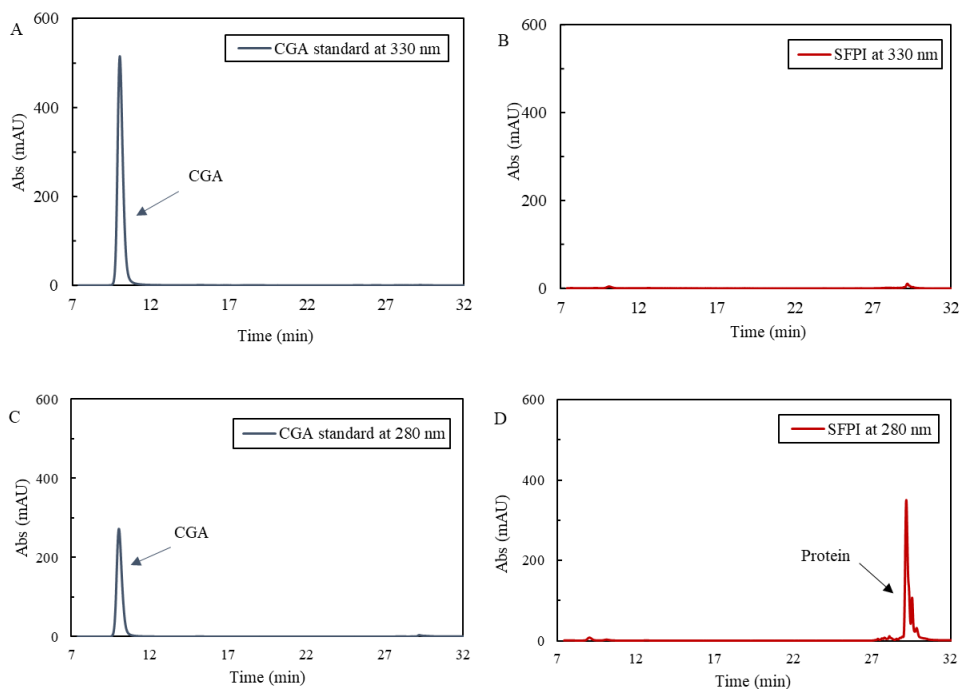 A
600
400
200
0
Abs (mAU)
CGA standard at 330 nm
CGA
7 12 17 22 27 32
Time (min)
B
600
400
200
0
Abs (mAU)
SFPI at 330 nm
7 12 17 22 27 32
Time (min)
C
600
400
200
0
Abs (mAU)
CGA standard at 280 nm
CGA
7 12 17 22 27 32
Time (min)
D
600
400
200
0
Abs (mAU)
SFPI at 280 nm
Protein
7 12 17 22 27 32
Time (min)